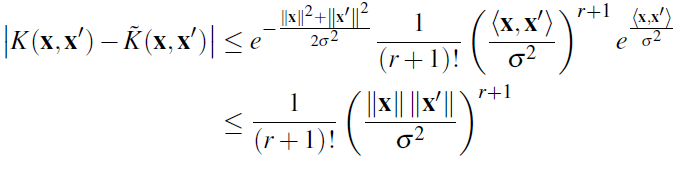 |K(𝐱,𝐱′) − K̃(𝐱,𝐱′)| ≤ e^{−(‖𝐱‖²+‖𝐱′‖²)/(2σ²)} 1/(r+1)! (⟨𝐱,𝐱′⟩/σ²)^{r+1} e^{⟨𝐱,𝐱′⟩/σ²}
≤ 1/(r+1)! (‖𝐱‖ ‖𝐱′‖/σ²)^{r+1}